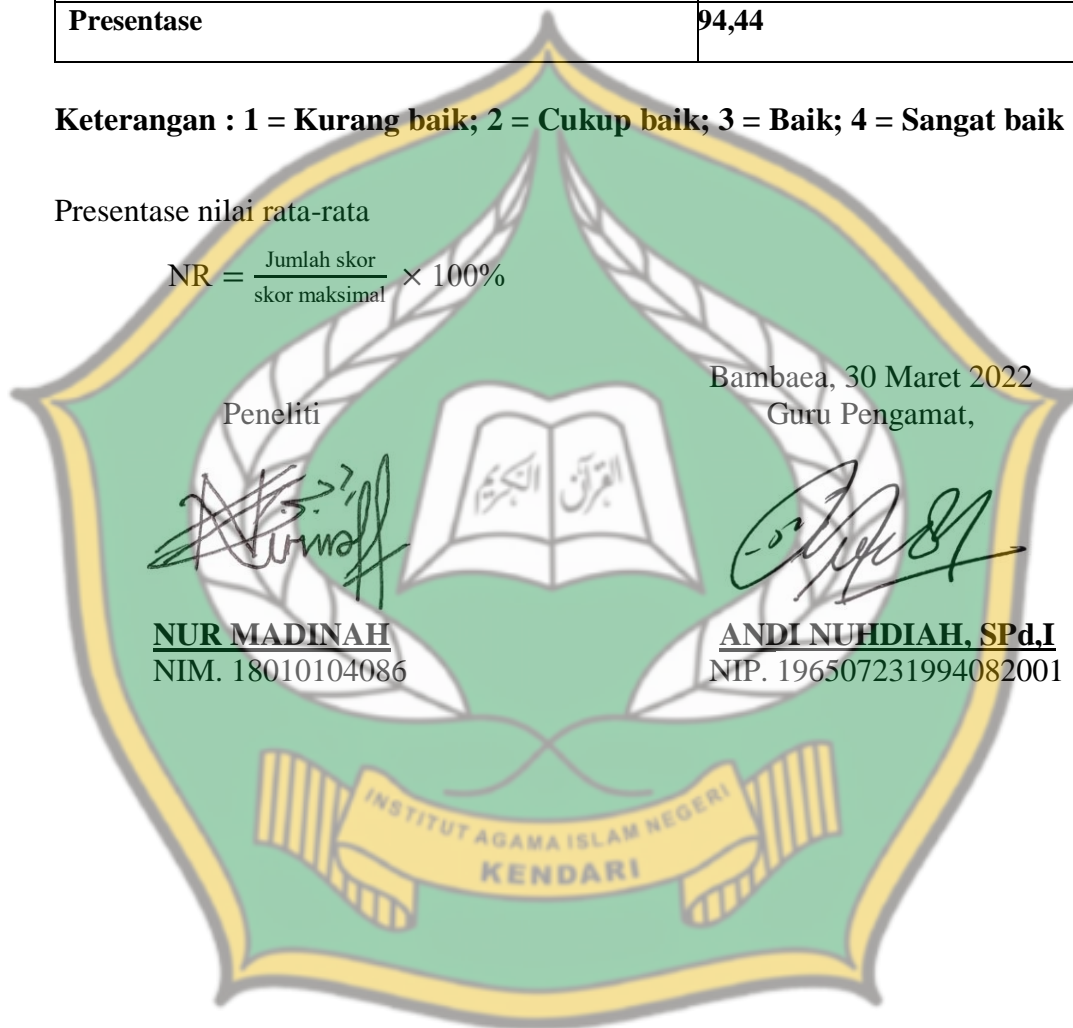 Presentase 94,44
Keterangan : 1 = Kurang baik; 2 = Cukup baik; 3 = Baik; 4 = Sangat baik
Presentase nilai rata-rata
NR = Jumlah skor / skor maksimal × 100%
Bambaea, 30 Maret 2022
Peneliti Guru Pengamat,
القرآن الكريم
NUR MADINAH ANDI NUHDIAH, SPd,I
NIM. 18010104086 NIP. 196507231994082001
INSTITUT AGAMA ISLAM NEGERI
KENDARI